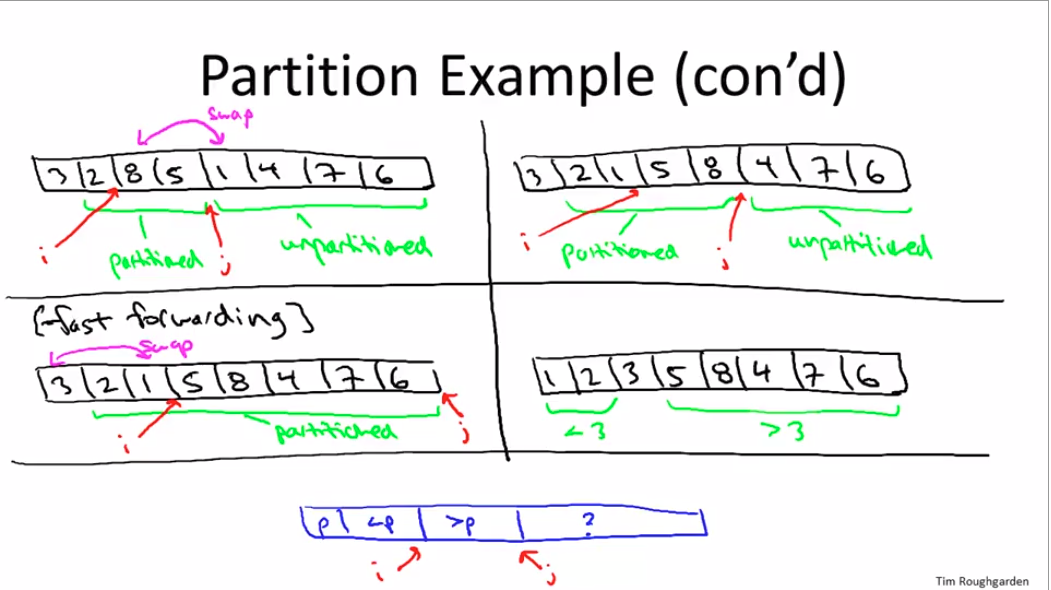 Partition Example (con’d)
swap
3 2 8 5 1 4 7 6
i
partitioned
j
unpartitioned
3 2 1 5 8 4 7 6
i
partitioned
j
unpartitioned
[-fast forwarding]
swap
3 2 1 5 8 4 7 6
i
partitioned
j
1 2 3 5 8 4 7 6
< 3
> 3
p <p >p ?
i
j
Tim Roughgarden